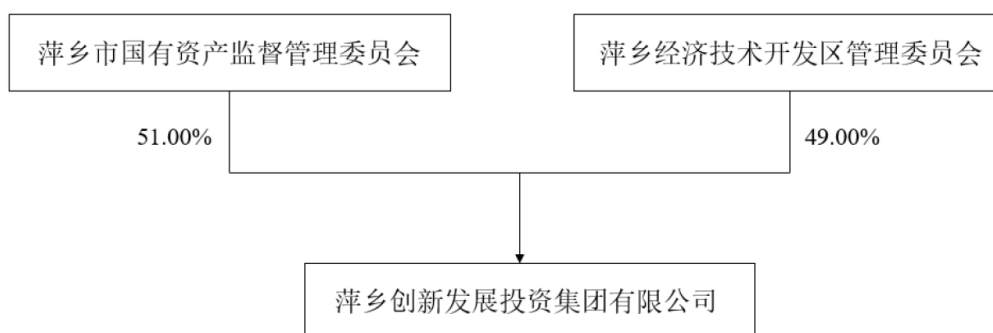 萍乡市国有资产监督管理委员会
萍乡经济技术开发区管理委员会
51.00%
49.00%
萍乡创新发展投资集团有限公司